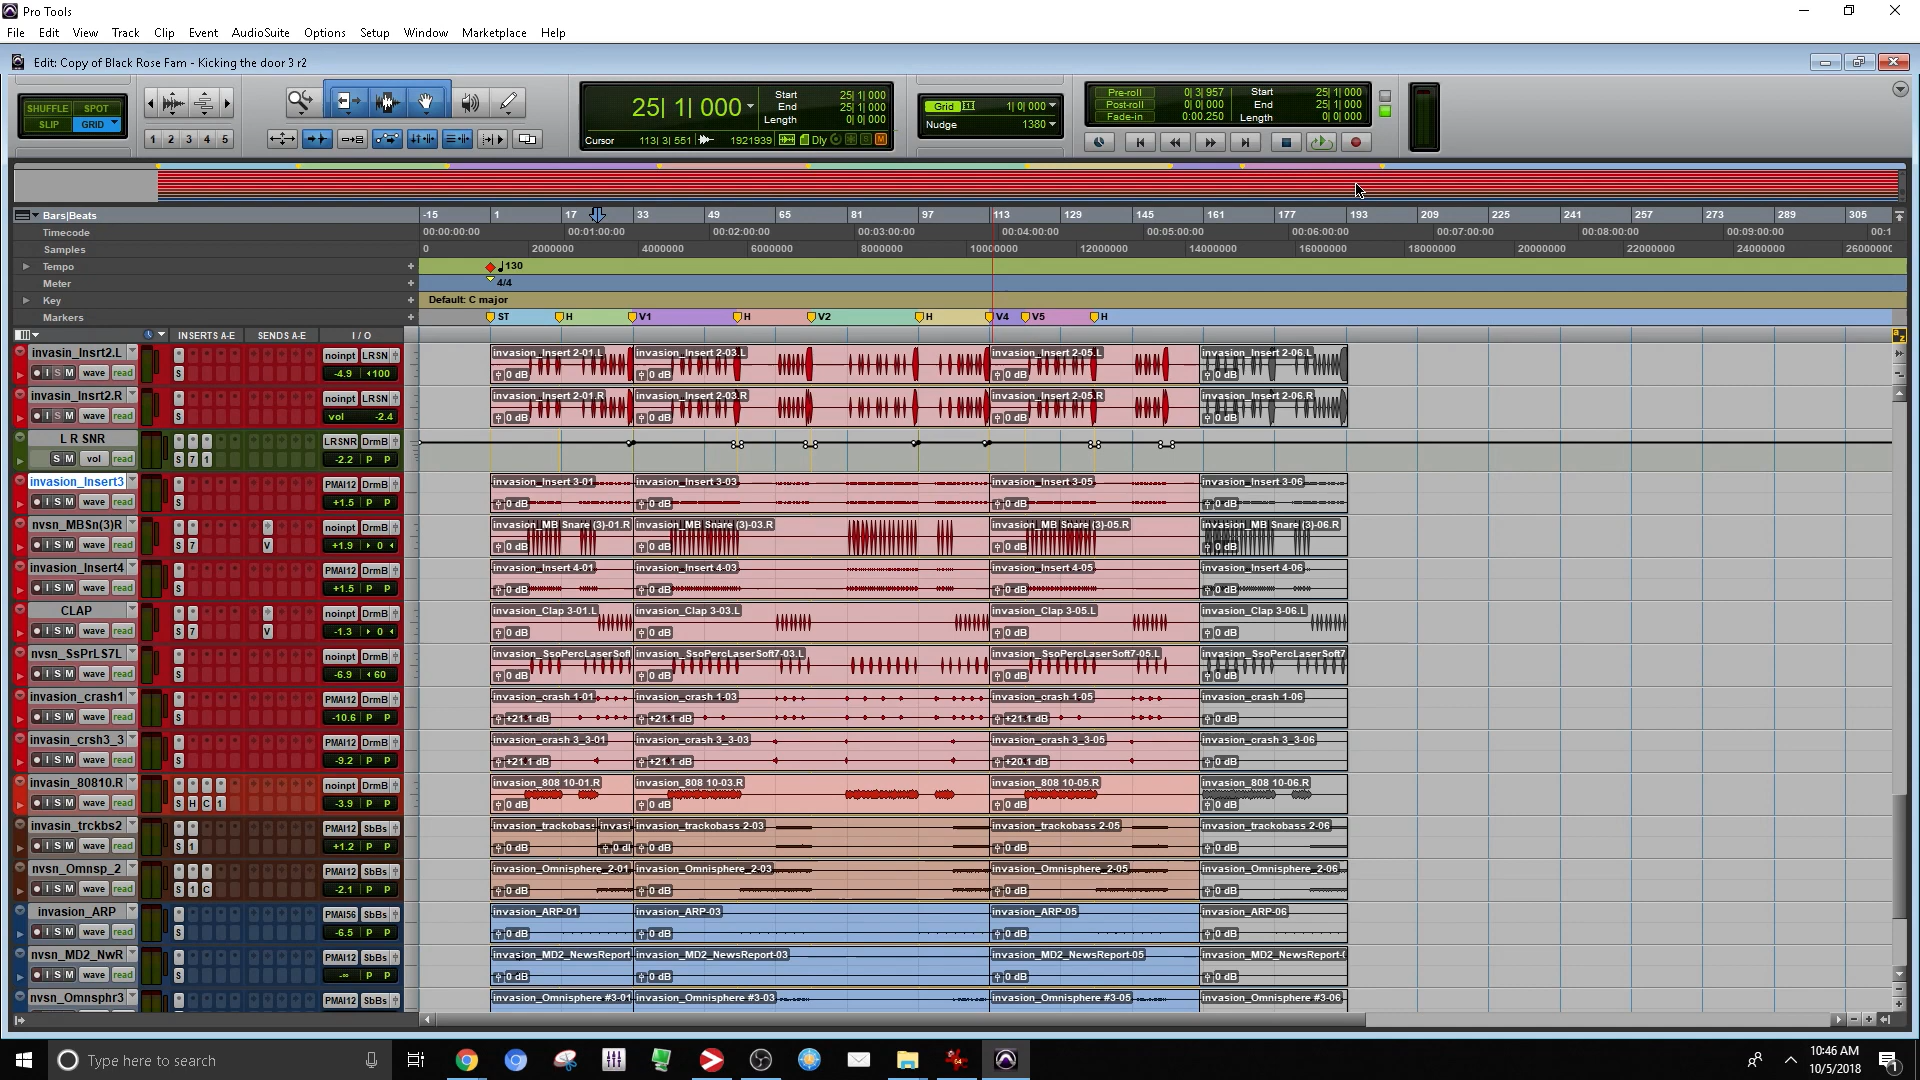 Pro Tools
File Edit View Track Clip Event AudioSuite Options Setup Window Marketplace Help
Edit: Copy of Black Rose Fam - Kicking the door 3 r2
SHUFFLE SPOT
SLIP GRID
1 2 3 4 5
25| 1| 000
Start 25| 1| 000
End 25| 1| 000
Length 0| 0| 000
Cursor 113| 3| 551 1921939 Dly
Grid 1| 0| 000
Nudge 1380
Pre-roll 0| 3| 957 Start 25| 1| 000
Post-roll 0| 0| 000 End 25| 1| 000
Fade-in 0:00.250 Length 0| 0| 000
Bars|Beats -15 1 17 33 49 65 81 97 113 129 145 161 177 193 209 225 241 257 273 289 305
Timecode 00:00:00:00 00:01:00:00 00:02:00:00 00:03:00:00 00:04:00:00 00:05:00:00 00:06:00:00 00:07:00:00 00:08:00:00 00:09:00:00 00:1
Samples 0 2000000 4000000 6000000 8000000 10000000 12000000 14000000 16000000 18000000 20000000 22000000 24000000 2600000
Tempo + 130
Meter + 4/4
Key + Default: C major
Markers + ST H V1 H V2 H V4 V5 H
INSERTS A-E SENDS A-E I / O
invasin_Insrt2.L noinpt LRSN invasion_Insert 2-01.L invasion_Insert 2-03.L invasion_Insert 2-05.L invasion_Insert 2-06.L
I S M wave read S -4.9 100 0 dB 0 dB 0 dB 0 dB
invasin_Insrt2.R noinpt LRSN invasion_Insert 2-01.R invasion_Insert 2-03.R invasion_Insert 2-05.R invasion_Insert 2-06.R
I S M wave read S vol -2.4 0 dB 0 dB 0 dB 0 dB
L R SNR LRSNR DrmB
S M vol read S 7 1 -2.2 P P
invasion_Insert3 PMAI12 DrmB invasion_Insert 3-01 invasion_Insert 3-03 invasion_Insert 3-05 invasion_Insert 3-06
I S M wave read S +1.5 P P 0 dB 0 dB 0 dB 0 dB
nvsn_MBSn(3)R noinpt DrmB invasion_MB Snare (3)-01.R invasion_MB Snare (3)-03.R invasion_MB Snare (3)-05.R invasion_MB Snare (3)-06.R
I S M wave read S 7 V +1.9 0 0 dB 0 dB 0 dB 0 dB
invasion_Insert4 PMAI12 DrmB invasion_Insert 4-01 invasion_Insert 4-03 invasion_Insert 4-05 invasion_Insert 4-06
I S M wave read S +1.5 P P 0 dB 0 dB 0 dB 0 dB
CLAP noinpt DrmB invasion_Clap 3-01.L invasion_Clap 3-03.L invasion_Clap 3-05.L invasion_Clap 3-06.L
I S M wave read S 7 V -1.3 0 0 dB 0 dB 0 dB 0 dB
nvsn_SsPrLS7L noinpt DrmB invasion_SsoPercLaserSoft invasion_SsoPercLaserSoft7-03.L invasion_SsoPercLaserSoft7-05.L invasion_SsoPercLaserSoft7
I S M wave read S -6.9 60 0 dB 0 dB 0 dB 0 dB
invasion_crash1 PMAI12 DrmB invasion_crash 1-01 invasion_crash 1-03 invasion_crash 1-05 invasion_crash 1-06
I S M wave read S -10.6 P P +21.1 dB +21.1 dB +21.1 dB 0 dB
invasin_crsh3_3 PMAI12 DrmB invasion_crash 3_3-01 invasion_crash 3_3-03 invasion_crash 3_3-05 invasion_crash 3_3-06
I S M wave read S -9.2 P P +21.1 dB +21.1 dB +20.1 dB 0 dB
invasin_80810.R noinpt DrmB invasion_808 10-01.R invasion_808 10-03.R invasion_808 10-05.R invasion_808 10-06.R
I S M wave read S H C 1 -3.9 P P 0 dB 0 dB 0 dB 0 dB
invasin_trckbs2 PMAI12 SbBs invasion_trackobass invasi invasion_trackobass 2-03 invasion_trackobass 2-05 invasion_trackobass 2-06
I S M wave read S 1 +1.2 P P 0 dB 0 dB 0 dB 0 dB 0 dB
nvsn_Omnsp_2 PMAI12 SbBs invasion_Omnisphere_2-01 invasion_Omnisphere_2-03 invasion_Omnisphere_2-05 invasion_Omnisphere_2-06
I S M wave read S 1 C -2.1 P P 0 dB 0 dB 0 dB 0 dB
invasion_ARP PMAI56 SbBs invasion_ARP-01 invasion_ARP-03 invasion_ARP-05 invasion_ARP-06
I S M wave read S -6.5 P P 0 dB 0 dB 0 dB 0 dB
nvsn_MD2_NwR PMAI12 SbBs invasion_MD2_NewsReport invasion_MD2_NewsReport-03 invasion_MD2_NewsReport-05 invasion_MD2_NewsReport-0
I S M wave read S -∞ P P 0 dB 0 dB 0 dB 0 dB
nvsn_Omnsphr3 PMAI12 SbBs invasion_Omnisphere #3-01 invasion_Omnisphere #3-03 invasion_Omnisphere #3-05 invasion_Omnisphere #3-06
Type here to search
10:46 AM
10/5/2018